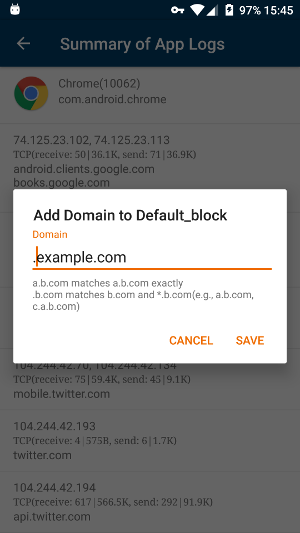 97% 15:45
Summary of App Logs
Chrome(10062)
com.android.chrome
74.125.23.102, 74.125.23.113
TCP(receive: 50|36.1K, send: 71|36.9K)
android.clients.google.com
books.google.com
Add Domain to Default_block
Domain
.example.com
a.b.com matches a.b.com exactly
.b.com matches b.com and *.b.com(e.g., a.b.com,
c.a.b.com)
CANCEL SAVE
104.244.42.70, 104.244.42.134
TCP(receive: 75|59.4K, send: 45|9.1K)
mobile.twitter.com
104.244.42.193
TCP(receive: 4|575B, send: 6|1.7K)
twitter.com
104.244.42.194
TCP(receive: 617|566.5K, send: 292|91.9K)
api.twitter.com